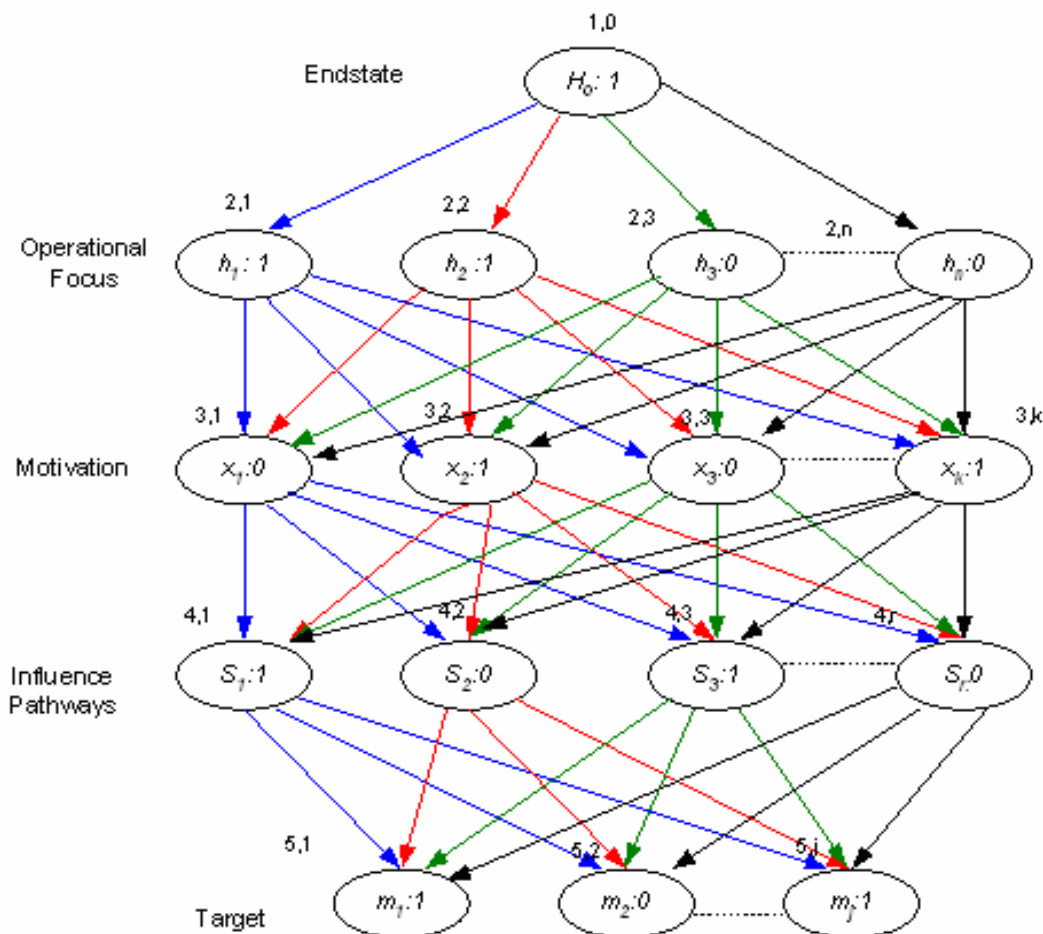 1,0
Endstate
H₀: 1
2,1
2,2
2,3
2,n
Operational
Focus
h₁: 1
h₂:1
h₃:0
hₙ:0
3,1
3,2
3,3
3,k
Motivation
x₁:0
x₂:1
x₃:0
xₖ:1
4,1
4,2
4,3
4,r
Influence
Pathways
S₁:1
S₂:0
S₃:1
Sᵣ:0
5,1
5,2
5,j
Target
m₁:1
m₂:0
mⱼ:1